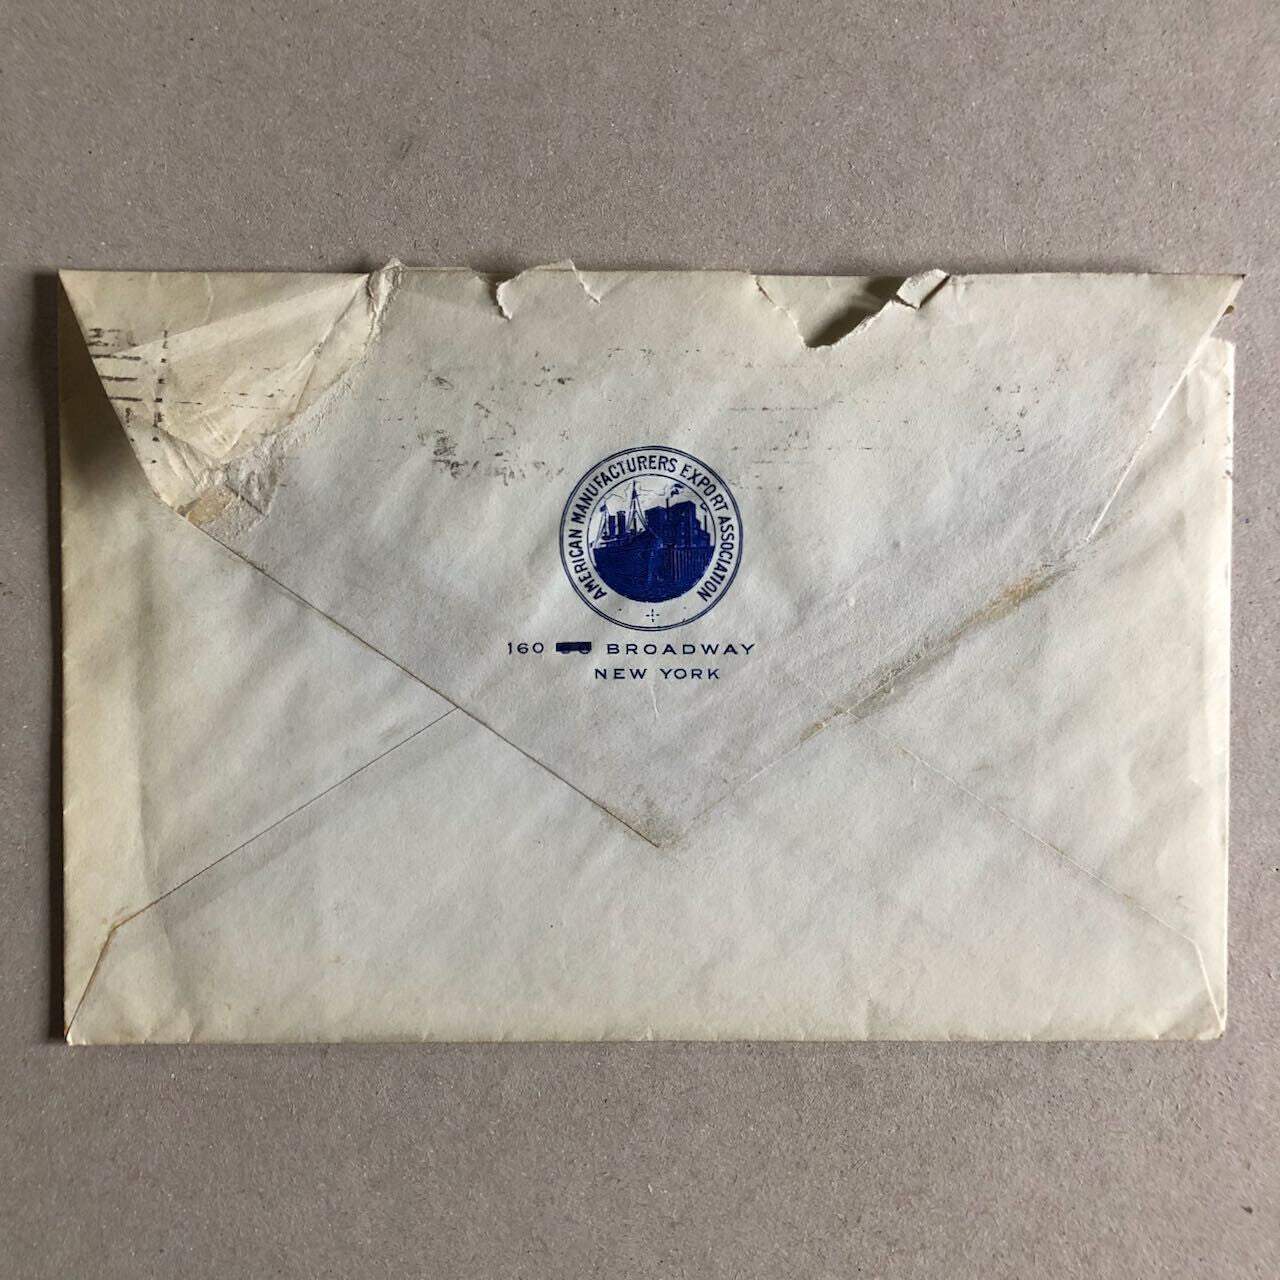 AMERICAN MANUFACTURERS EXPORT ASSOCIATION
160 BROADWAY
NEW YORK